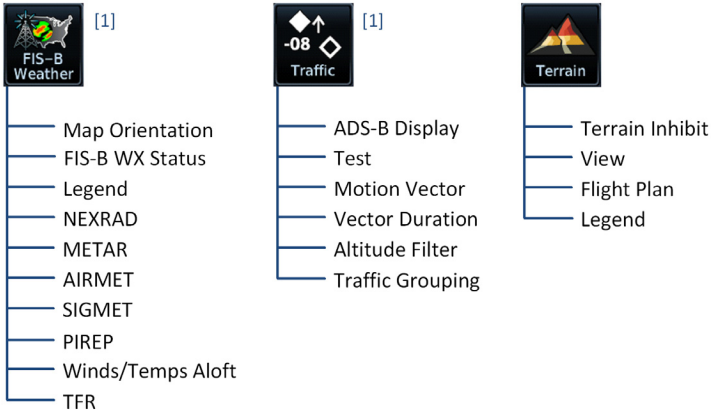 FIS-B
Weather
[1]
Map Orientation
FIS-B WX Status
Legend
NEXRAD
METAR
AIRMET
SIGMET
PIREP
Winds/Temps Aloft
TFR
-08
Traffic
[1]
ADS-B Display
Test
Motion Vector
Vector Duration
Altitude Filter
Traffic Grouping
Terrain
Terrain Inhibit
View
Flight Plan
Legend